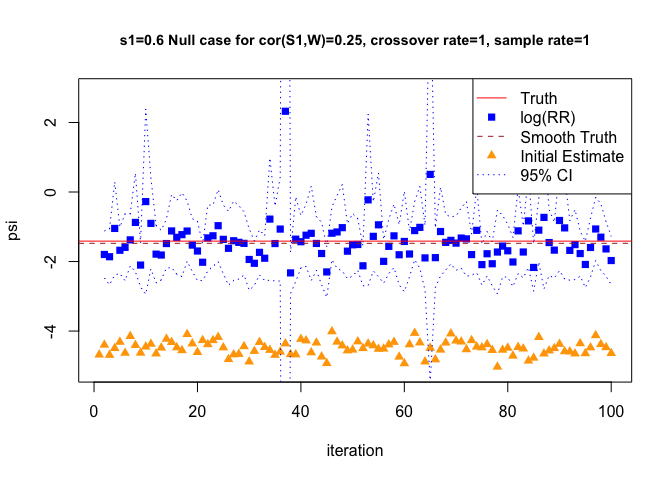 s1=0.6 Null case for cor(S1,W)=0.25, crossover rate=1, sample rate=1
Truth
log(RR)
Smooth Truth
Initial Estimate
95% CI
psi
2
0
-2
-4
0 20 40 60 80 100
iteration